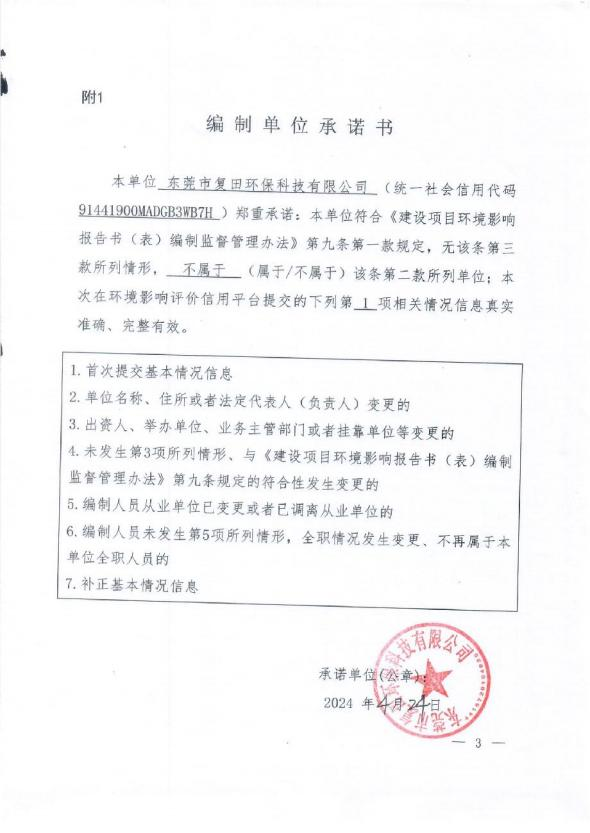 附1
编制单位承诺书
本单位 东莞市复田环保科技有限公司 （统一社会信用代码
91441900MADGB3WB7H ）郑重承诺：本单位符合《建设项目环境影响
报告书（表）编制监督管理办法》第九条第一款规定，无该条第三
款所列情形， 不属于 （属于/不属于）该条第二款所列单位；本
次在环境影响评价信用平台提交的下列第 1 项相关情况信息真实
准确、完整有效。
1.首次提交基本情况信息
2.单位名称、住所或者法定代表人（负责人）变更的
3.出资人、举办单位、业务主管部门或者挂靠单位等变更的
4.未发生第3项所列情形、与《建设项目环境影响报告书（表）编制
监督管理办法》第九条规定的符合性发生变更的
5.编制人员从业单位已变更或者已调离从业单位的
6.编制人员未发生第5项所列情形，全职情况发生变更、不再属于本
单位全职人员的
7.补正基本情况信息
东莞市复田环保科技有限公司
承诺单位(公章):
2024 年4月24日
— 3 —